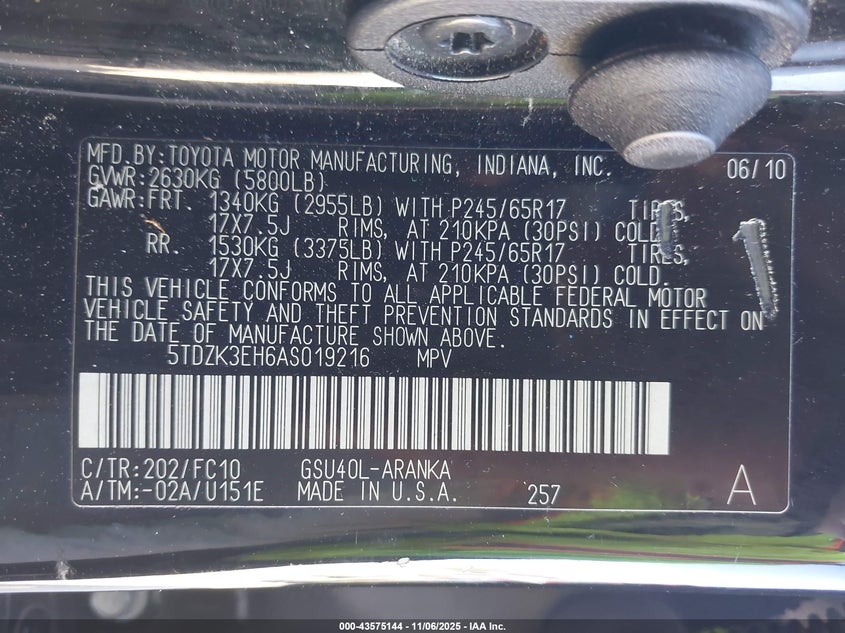 MFD.BY:TOYOTA MOTOR MANUFACTURING, INDIANA, INC. 06/10
GVWR:2630KG (5800LB)
GAWR:FRT. 1340KG (2955LB) WITH P245/65R17 TIRES,
17X7.5J RIMS, AT 210KPA (30PSI) COLD,
RR. 1530KG (3375LB) WITH P245/65R17 TIRES,
17X7.5J RIMS, AT 210KPA (30PSI) COLD.
THIS VEHICLE CONFORMS TO ALL APPLICABLE FEDERAL MOTOR
VEHICLE SAFETY AND THEFT PREVENTION STANDARDS IN EFFECT ON
THE DATE OF MANUFACTURE SHOWN ABOVE.
5TDZK3EH6AS019216 MPV
C/TR:202/FC10 GSU40L-ARANKA
A/TM:-02A/U151E MADE IN U.S.A. 257 A
000-43575144 - 11/06/2025 - IAA Inc.